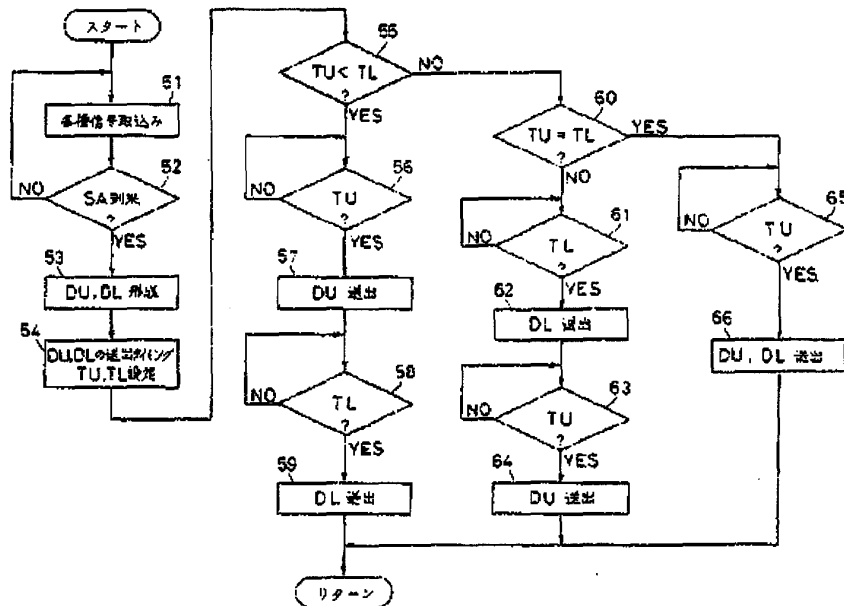 スタート
51
各種信号取込み
52
SA到来
?
NO
YES
53
DU,DL 形成
54
DU,DLの送出タイミング
TU,TL設定
55
TU<TL
?
NO
YES
56
TU
?
NO
YES
57
DU 送出
58
TL
?
NO
YES
59
DL 送出
60
TU=TL
?
YES
NO
61
TL
?
NO
YES
62
DL 送出
63
TU
?
NO
YES
64
DU 送出
65
TU
?
NO
YES
66
DU,DL 送出
リターン